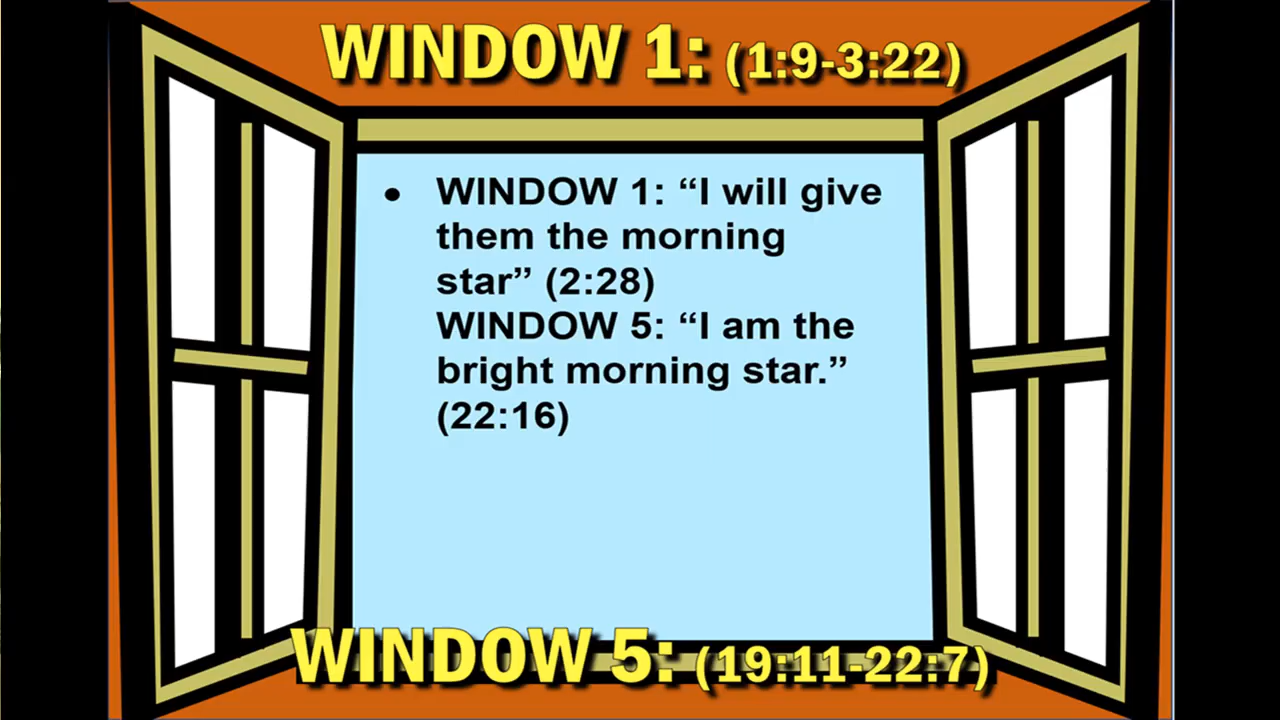 WINDOW 1: (1:9-3:22)
• WINDOW 1: “I will give
them the morning
star” (2:28)
WINDOW 5: “I am the
bright morning star.”
(22:16)
WINDOW 5: (19:11-22:7)